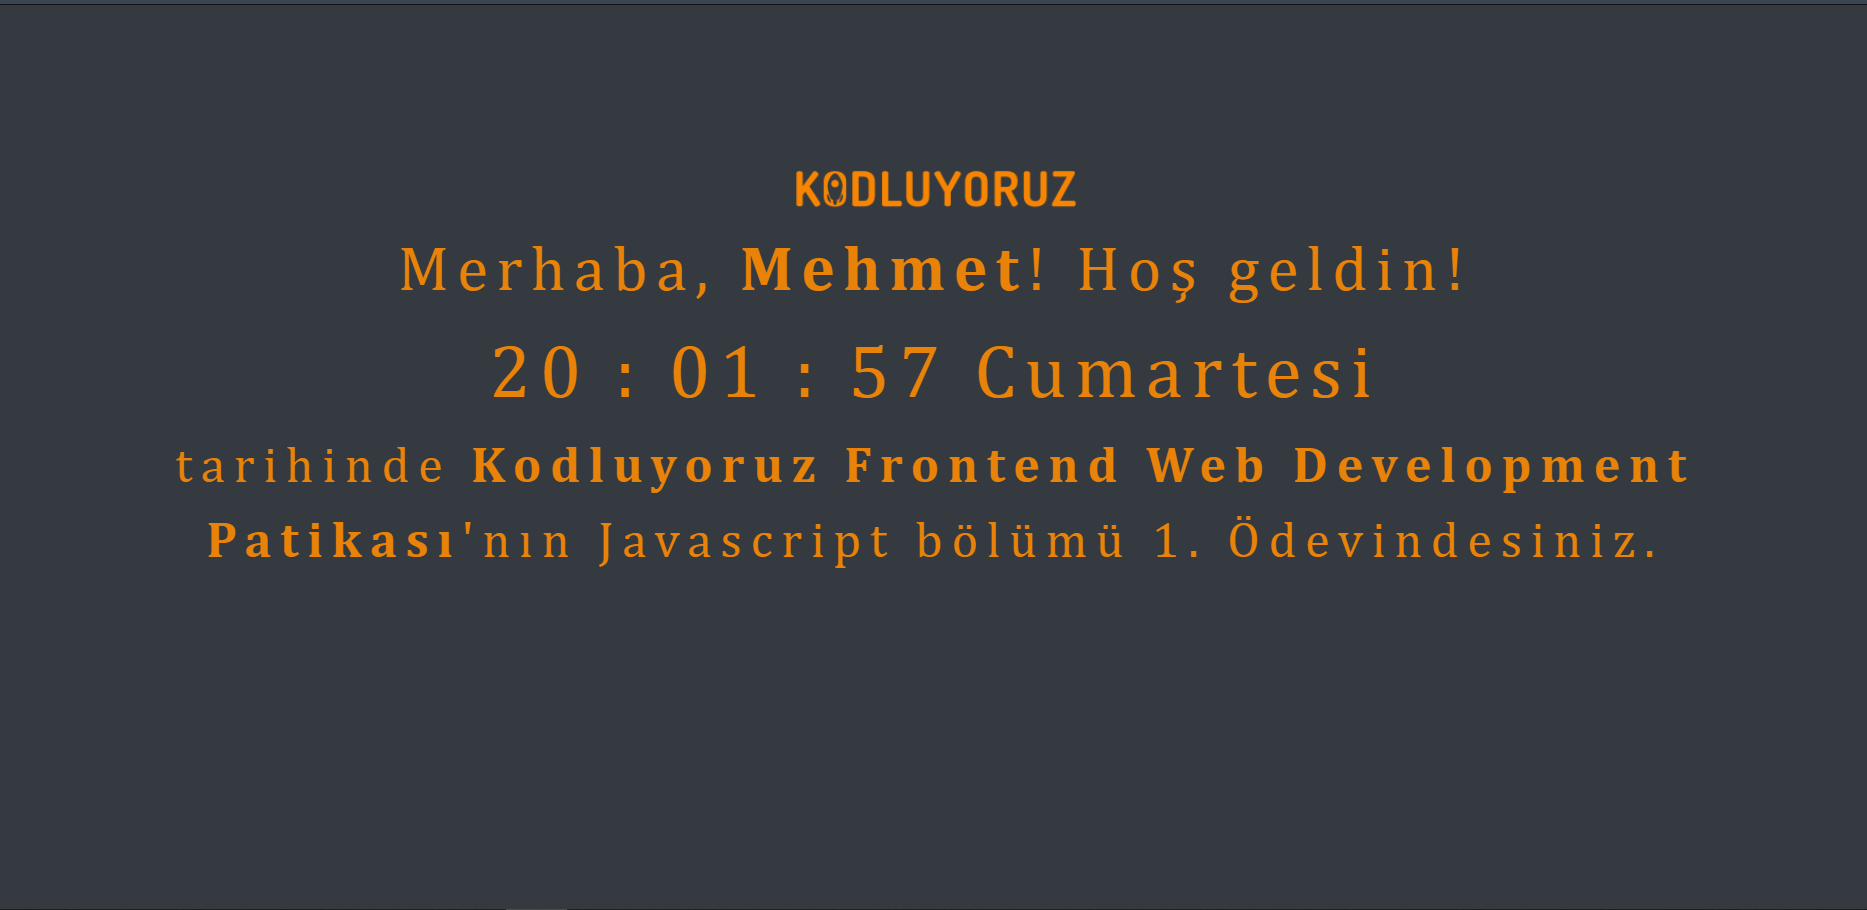 KODLUYORUZ
Merhaba, Mehmet! Hoş geldin!
20 : 01 : 57 Cumartesi
tarihinde Kodluyoruz Frontend Web Development
Patikası'nın Javascript bölümü 1. Ödevindesiniz.